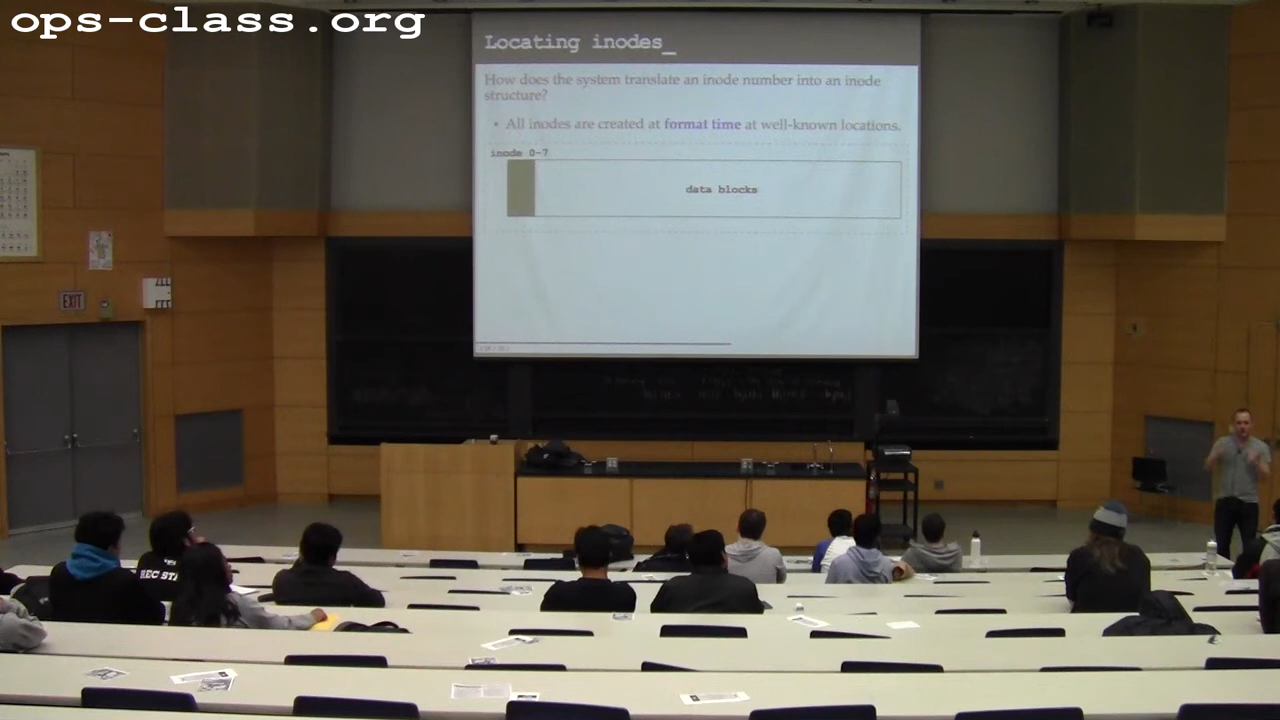 ops-class.org
Locating inodes_
How does the system translate an inode number into an inode
structure?
• All inodes are created at format time at well-known locations.
inode 0-7
data blocks
EXIT